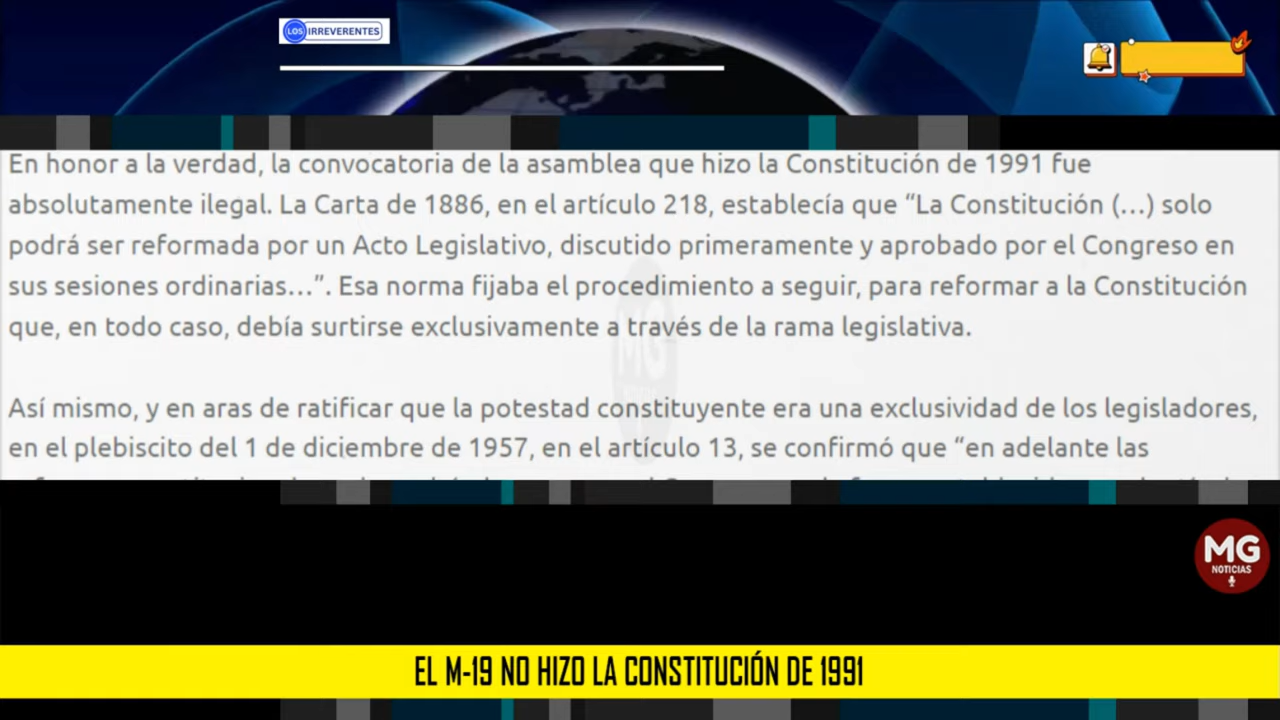 LOS IRREVERENTES
En honor a la verdad, la convocatoria de la asamblea que hizo la Constitución de 1991 fue
absolutamente ilegal. La Carta de 1886, en el artículo 218, establecía que “La Constitución (...) solo
podrá ser reformada por un Acto Legislativo, discutido primeramente y aprobado por el Congreso en
sus sesiones ordinarias...”. Esa norma fijaba el procedimiento a seguir, para reformar a la Constitución
que, en todo caso, debía surtirse exclusivamente a través de la rama legislativa.
Así mismo, y en aras de ratificar que la potestad constituyente era una exclusividad de los legisladores,
en el plebiscito del 1 de diciembre de 1957, en el artículo 13, se confirmó que “en adelante las
MG
MG
NOTICIAS
EL M-19 NO HIZO LA CONSTITUCIÓN DE 1991